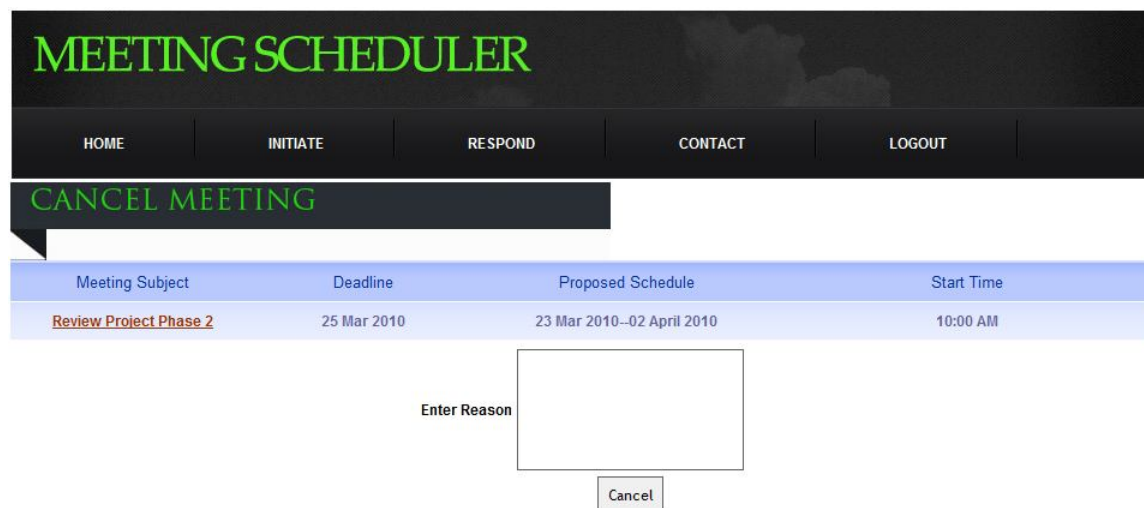 MEETING SCHEDULER
HOME INITIATE RESPOND CONTACT LOGOUT
CANCEL MEETING
Meeting Subject Deadline Proposed Schedule Start Time
Review Project Phase 2 25 Mar 2010 23 Mar 2010--02 April 2010 10:00 AM
Enter Reason
Cancel